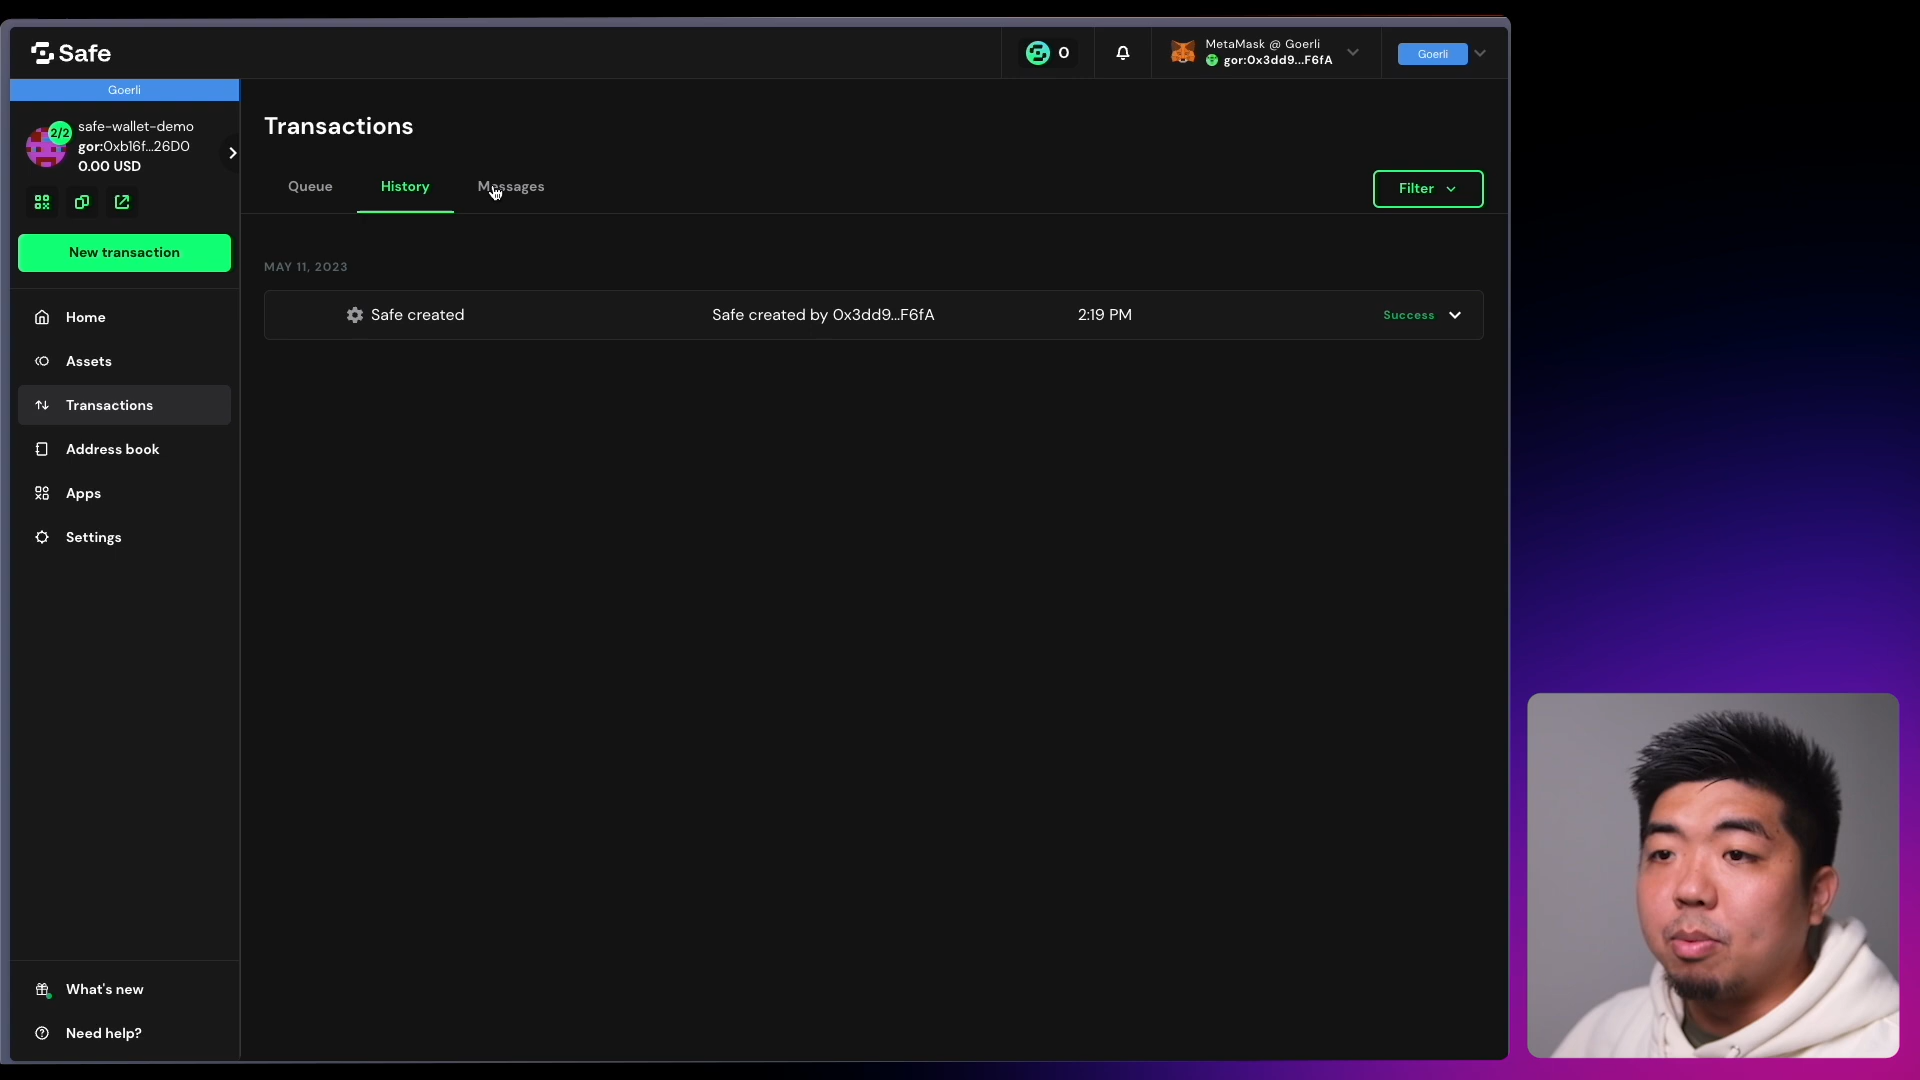 Safe
0
MetaMask @ Goerli
gor:0x3dd9...F6fA
Goerli
Goerli
2/2
safe-wallet-demo
gor:0xb16f...26D0
0.00 USD
New transaction
Home
Assets
Transactions
Address book
Apps
Settings
What's new
Need help?
Transactions
Queue
History
Messages
Filter
MAY 11, 2023
Safe created
Safe created by 0x3dd9...F6fA
2:19 PM
Success